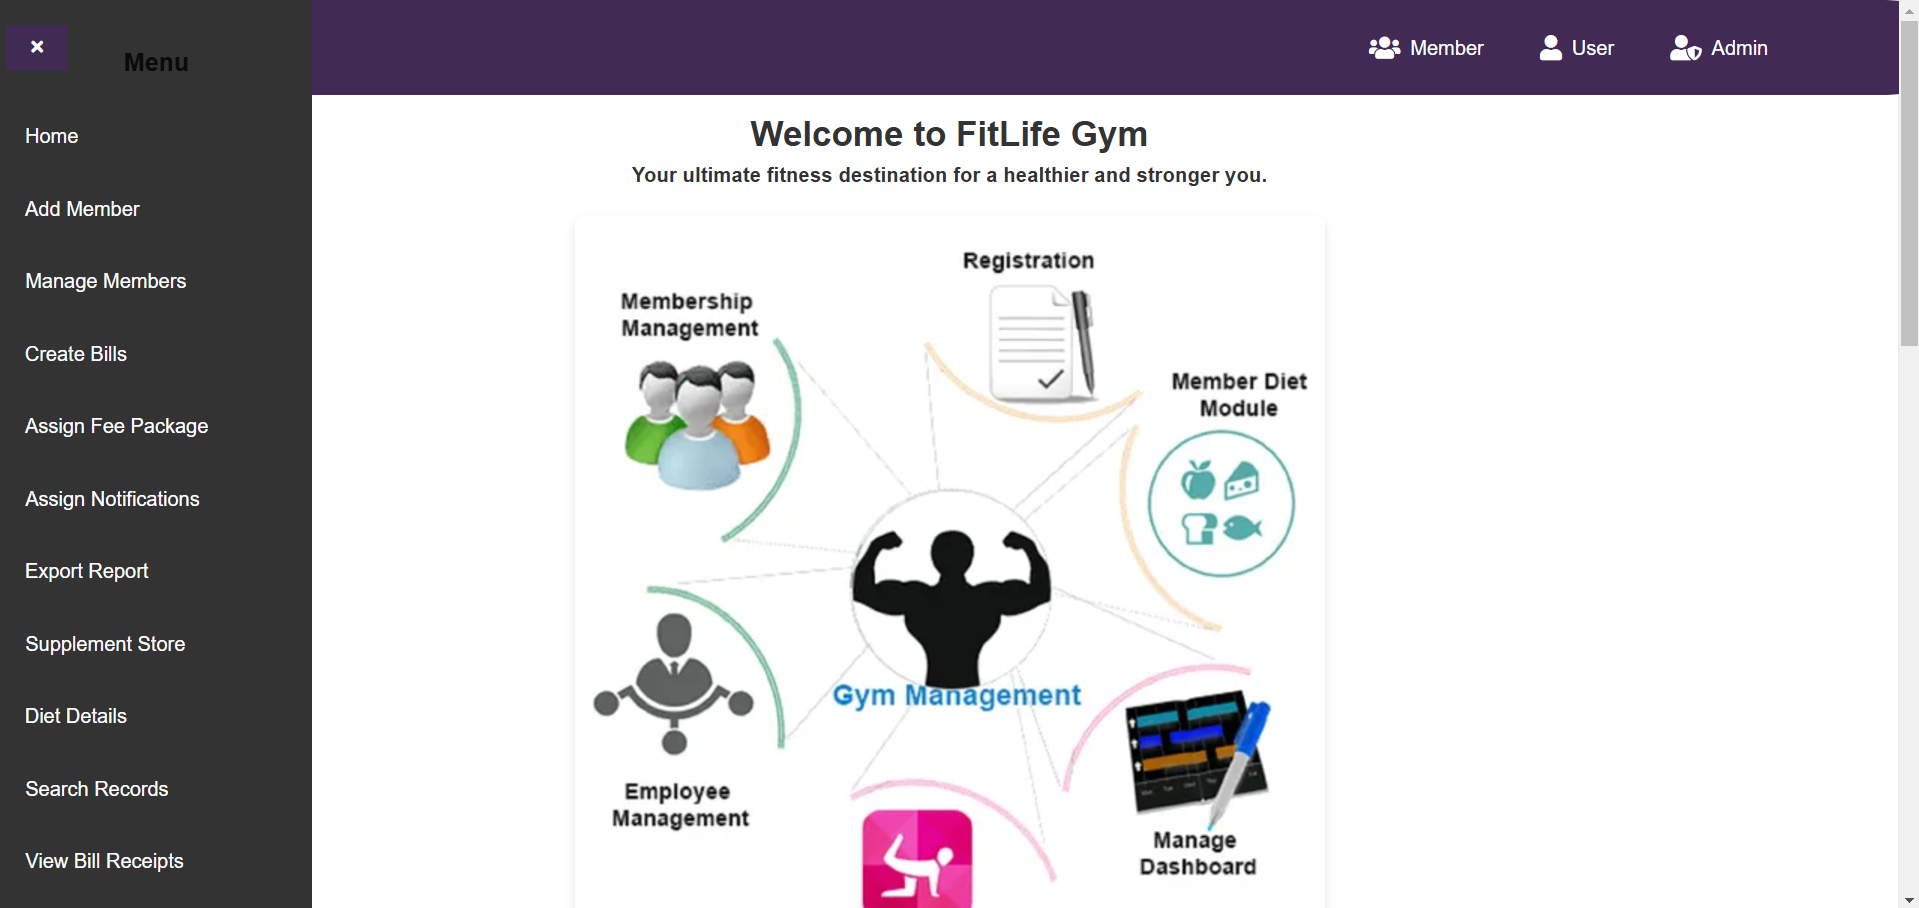 Menu
Home
Add Member
Manage Members
Create Bills
Assign Fee Package
Assign Notifications
Export Report
Supplement Store
Diet Details
Search Records
View Bill Receipts
Member
User
Admin
Welcome to FitLife Gym
Your ultimate fitness destination for a healthier and stronger you.
Registration
Membership
Management
Member Diet
Module
Gym Management
Employee
Management
Manage
Dashboard